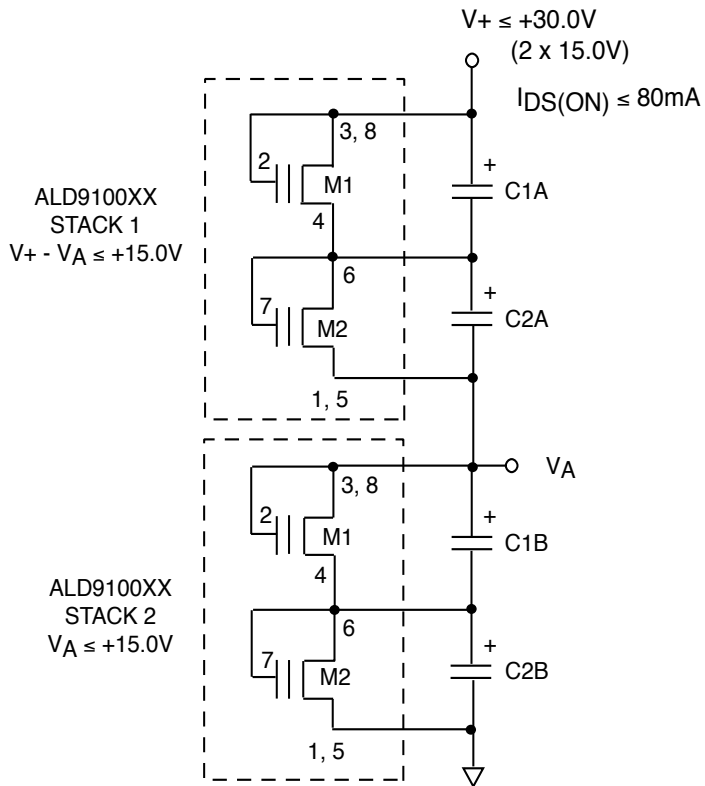 V+ ≤ +30.0V
(2 x 15.0V)
IDS(ON) ≤ 80mA
3, 8
2
M1
+
C1A
ALD9100XX
STACK 1
V+ - VA ≤ +15.0V
4
6
7
M2
+
C2A
1, 5
VA
3, 8
2
M1
+
C1B
4
ALD9100XX
STACK 2
VA ≤ +15.0V
6
7
M2
+
C2B
1, 5